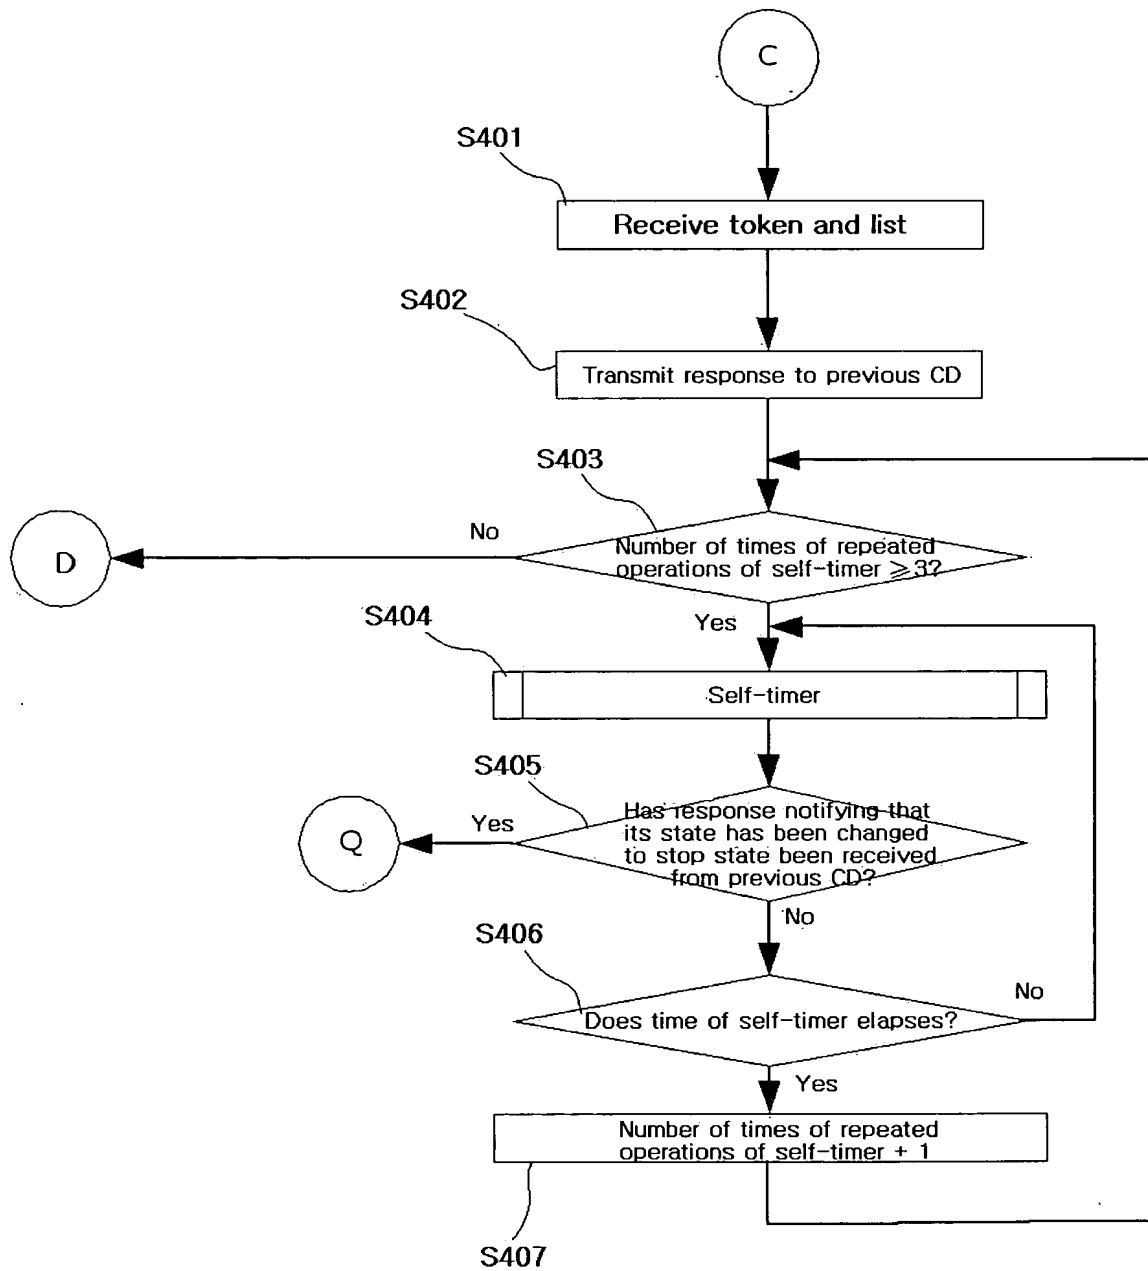 C
S401
Receive token and list
S402
Transmit response to previous CD
S403
No
D
Number of times of repeated
operations of self-timer ⩾3?
S404
Yes
Self-timer
S405
Yes
Q
Has response notifying that
its state has been changed
to stop state been received
from previous CD?
No
S406
No
Does time of self-timer elapses?
Yes
Number of times of repeated
operations of self-timer + 1
S407